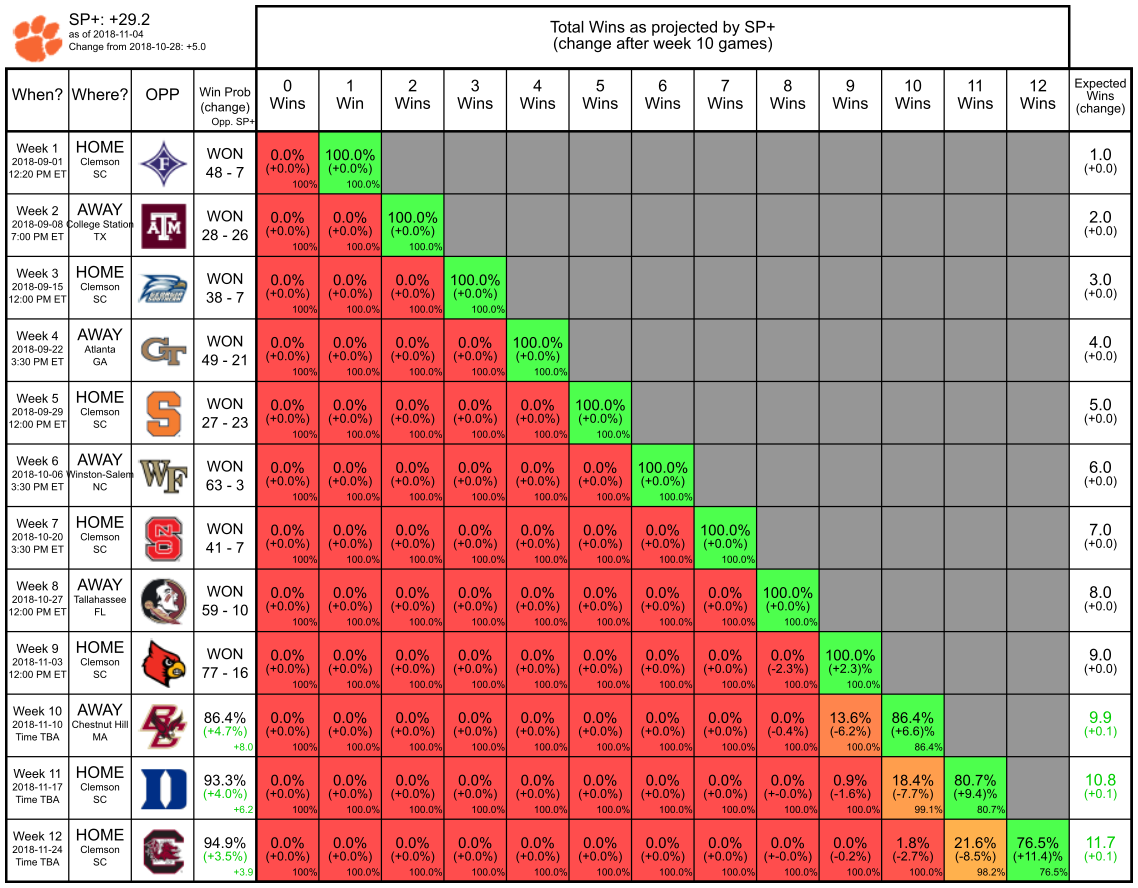 SP+: +29.2
as of 2018-11-04
Change from 2018-10-28: +5.0
Total Wins as projected by SP+
(change after week 10 games)
When? Where? OPP Win Prob (change) Opp. SP+ 0 Wins 1 Win 2 Wins 3 Wins 4 Wins 5 Wins 6 Wins 7 Wins 8 Wins 9 Wins 10 Wins 11 Wins 12 Wins Expected Wins (change)
Week 1 HOME
2018-09-01 Clemson F WON 0.0% 100.0% 1.0
12:20 PM ET SC 48 - 7 (+0.0%) (+0.0%) (+0.0)
100% 100.0%
Week 2 AWAY
2018-09-08 College Station ATM WON 0.0% 0.0% 100.0% 2.0
7:00 PM ET TX 28 - 26 (+0.0%) (+0.0%) (+0.0%) (+0.0)
100% 100.0% 100.0%
Week 3 HOME
2018-09-15 Clemson WON 0.0% 0.0% 0.0% 100.0% 3.0
12:00 PM ET SC 38 - 7 (+0.0%) (+0.0%) (+0.0%) (+0.0%) (+0.0)
100% 100.0% 100.0% 100.0%
Week 4 AWAY
2018-09-22 Atlanta GT WON 0.0% 0.0% 0.0% 0.0% 100.0% 4.0
3:30 PM ET GA 49 - 21 (+0.0%) (+0.0%) (+0.0%) (+0.0%) (+0.0%) (+0.0)
100% 100.0% 100.0% 100.0% 100.0%
Week 5 HOME
2018-09-29 Clemson S WON 0.0% 0.0% 0.0% 0.0% 0.0% 100.0% 5.0
12:00 PM ET SC 27 - 23 (+0.0%) (+0.0%) (+0.0%) (+0.0%) (+0.0%) (+0.0%) (+0.0)
100% 100.0% 100.0% 100.0% 100.0% 100.0%
Week 6 AWAY
2018-10-06 Winston-Salem WF WON 0.0% 0.0% 0.0% 0.0% 0.0% 0.0% 100.0% 6.0
3:30 PM ET NC 63 - 3 (+0.0%) (+0.0%) (+0.0%) (+0.0%) (+0.0%) (+0.0%) (+0.0%) (+0.0)
100% 100.0% 100.0% 100.0% 100.0% 100.0% 100.0%
Week 7 HOME
2018-10-20 Clemson NCS WON 0.0% 0.0% 0.0% 0.0% 0.0% 0.0% 0.0% 100.0% 7.0
3:30 PM ET SC 41 - 7 (+0.0%) (+0.0%) (+0.0%) (+0.0%) (+0.0%) (+0.0%) (+0.0%) (+0.0%) (+0.0)
100% 100.0% 100.0% 100.0% 100.0% 100.0% 100.0% 100.0%
Week 8 AWAY
2018-10-27 Tallahassee WON 0.0% 0.0% 0.0% 0.0% 0.0% 0.0% 0.0% 0.0% 100.0% 8.0
12:00 PM ET FL 59 - 10 (+0.0%) (+0.0%) (+0.0%) (+0.0%) (+0.0%) (+0.0%) (+0.0%) (+0.0%) (+0.0%) (+0.0)
100% 100.0% 100.0% 100.0% 100.0% 100.0% 100.0% 100.0% 100.0%
Week 9 HOME
2018-11-03 Clemson WON 0.0% 0.0% 0.0% 0.0% 0.0% 0.0% 0.0% 0.0% 0.0% 100.0% 9.0
12:00 PM ET SC 77 - 16 (+0.0%) (+0.0%) (+0.0%) (+0.0%) (+0.0%) (+0.0%) (+0.0%) (+0.0%) (-2.3%) (+2.3)% (+0.0)
100% 100.0% 100.0% 100.0% 100.0% 100.0% 100.0% 100.0% 100.0% 100.0%
Week 10 AWAY
2018-11-10 Chestnut Hill BC 86.4% 0.0% 0.0% 0.0% 0.0% 0.0% 0.0% 0.0% 0.0% 0.0% 13.6% 86.4% 9.9
Time TBA MA (+4.7%) (+0.0%) (+0.0%) (+0.0%) (+0.0%) (+0.0%) (+0.0%) (+0.0%) (+0.0%) (-0.4%) (-6.2%) (+6.6)% (+0.1)
+8.0 100% 100.0% 100.0% 100.0% 100.0% 100.0% 100.0% 100.0% 100.0% 100.0% 86.4%
Week 11 HOME
2018-11-17 Clemson D 93.3% 0.0% 0.0% 0.0% 0.0% 0.0% 0.0% 0.0% 0.0% 0.0% 0.9% 18.4% 80.7% 10.8
Time TBA SC (+4.0%) (+0.0%) (+0.0%) (+0.0%) (+0.0%) (+0.0%) (+0.0%) (+0.0%) (+0.0%) (+-0.0%) (-1.6%) (-7.7%) (+9.4)% (+0.1)
+6.2 100% 100.0% 100.0% 100.0% 100.0% 100.0% 100.0% 100.0% 100.0% 100.0% 99.1% 80.7%
Week 12 HOME
2018-11-24 Clemson C 94.9% 0.0% 0.0% 0.0% 0.0% 0.0% 0.0% 0.0% 0.0% 0.0% 0.0% 1.8% 21.6% 76.5% 11.7
Time TBA SC (+3.5%) (+0.0%) (+0.0%) (+0.0%) (+0.0%) (+0.0%) (+0.0%) (+0.0%) (+0.0%) (+-0.0%) (-0.2%) (-2.7%) (-8.5%) (+11.4)% (+0.1)
+3.9 100% 100.0% 100.0% 100.0% 100.0% 100.0% 100.0% 100.0% 100.0% 100.0% 100.0% 98.2% 76.5%